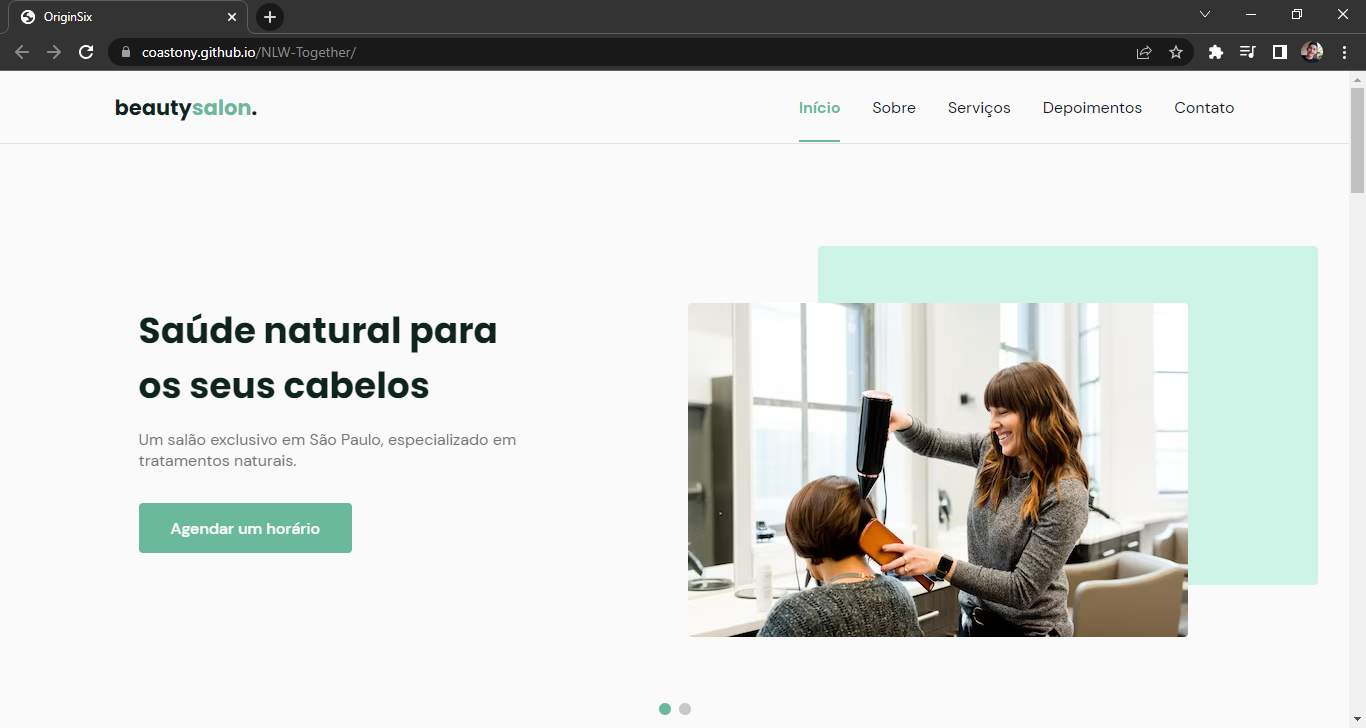 OriginSix
coastony.github.io/NLW-Together/
beautysalon.
Início Sobre Serviços Depoimentos Contato
Saúde natural para
os seus cabelos
Um salão exclusivo em São Paulo, especializado em
tratamentos naturais.
Agendar um horário